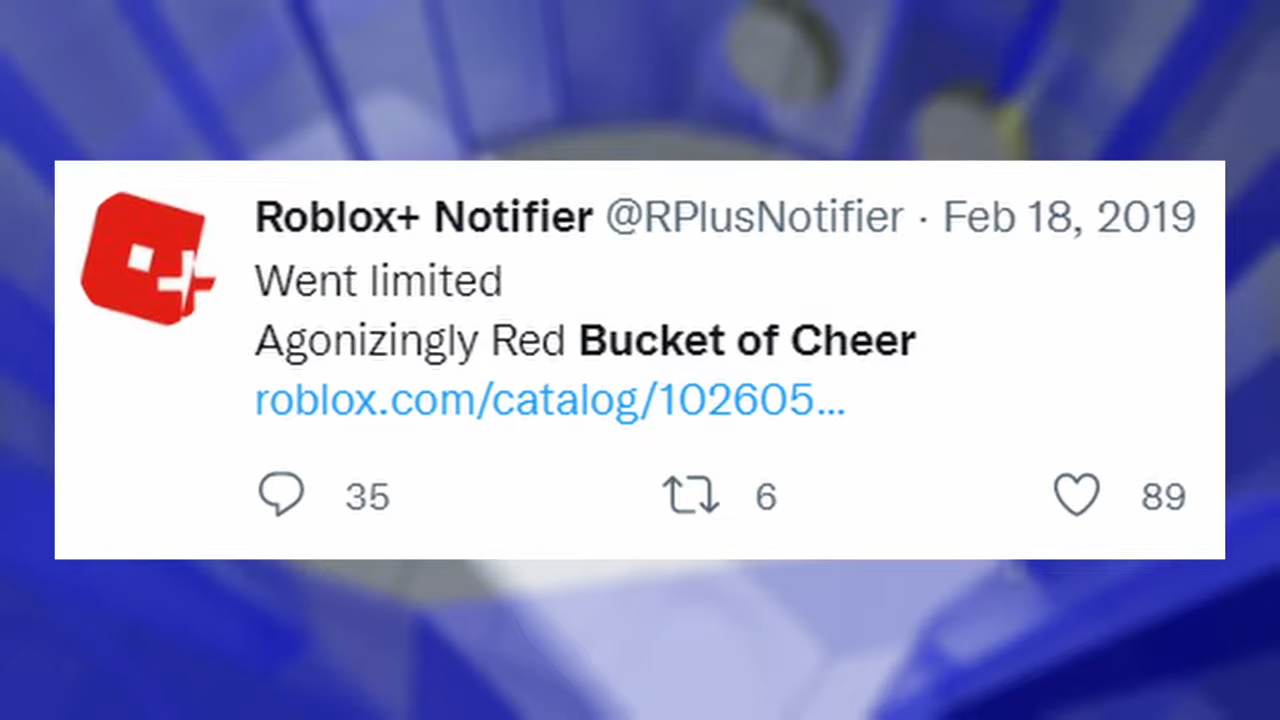 Roblox+ Notifier @RPlusNotifier · Feb 18, 2019
Went limited
Agonizingly Red Bucket of Cheer
roblox.com/catalog/102605...
35 6 89